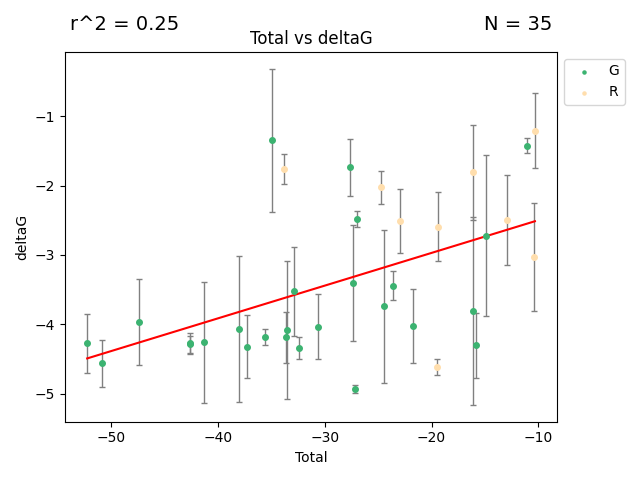 r^2 = 0.25
N = 35
Total vs deltaG
G
R
−1
−2
−3
−4
−5
deltaG
−50
−40
−30
−20
−10
Total